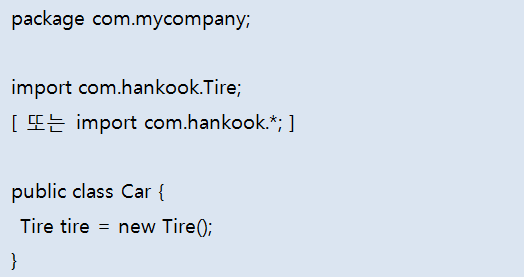 package com.mycompany;
import com.hankook.Tire;
[ 또는 import com.hankook.*; ]
public class Car {
Tire tire = new Tire();
}